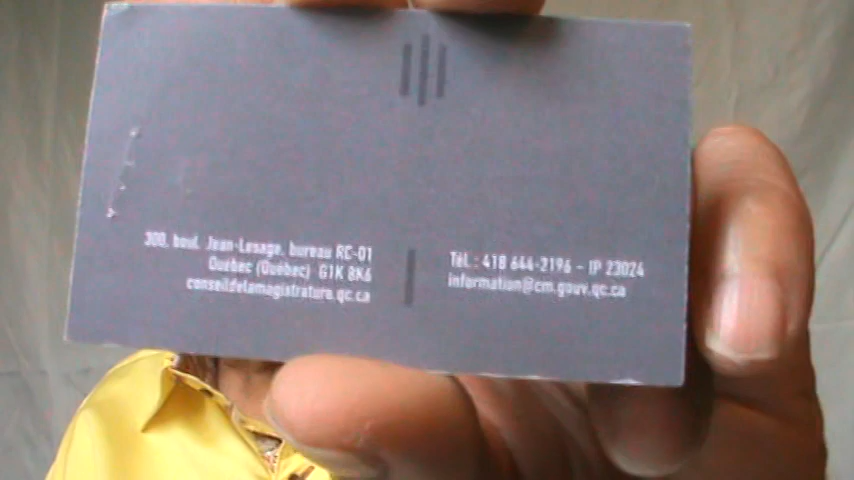 300, boul. Jean-Lesage, bureau RC-01
Québec (Québec) G1K 8K6
conseildelamagistrature.qc.ca
Tél. : 418 644-2196 - IP 23024
information@cm.gouv.qc.ca